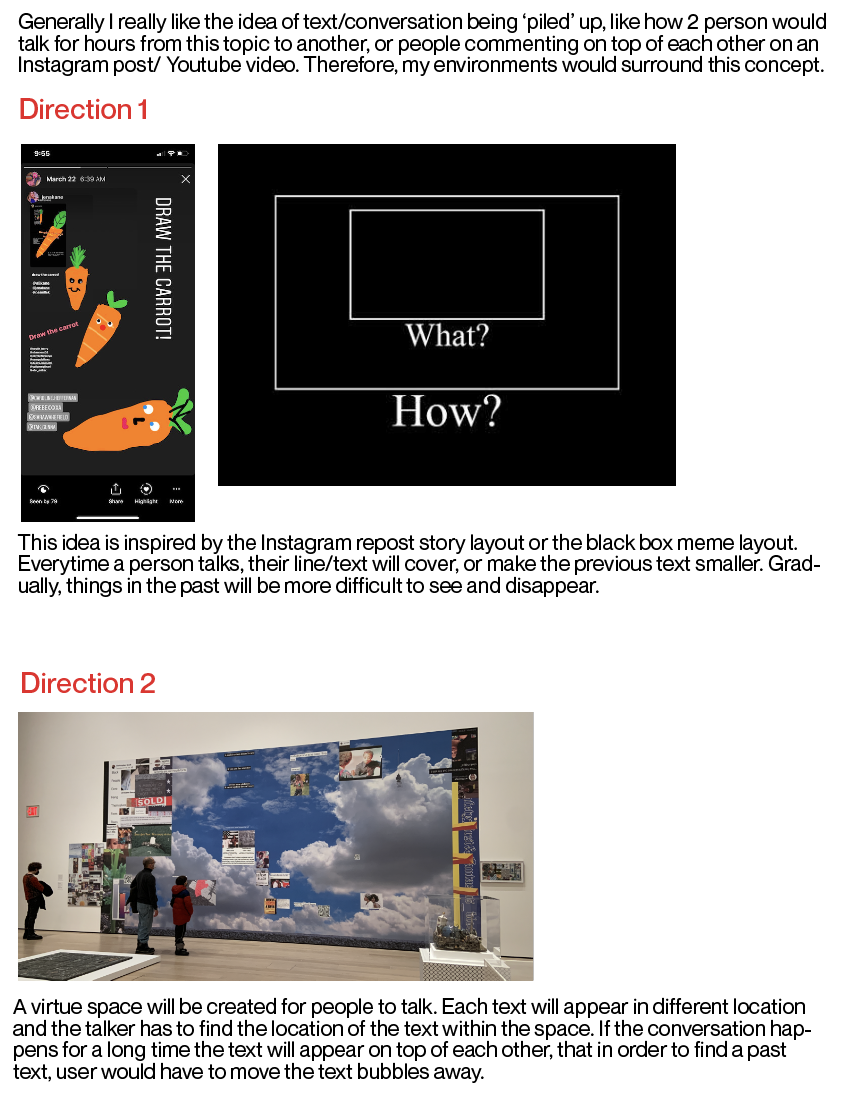 Generally I really like the idea of text/conversation being ‘piled’ up, like how 2 person would
talk for hours from this topic to another, or people commenting on top of each other on an
Instagram post/ Youtube video. Therefore, my environments would surround this concept.
Direction 1
9:55
March 22 6:39 AM
DRAW THE CARROT!
draw the carrot!
Draw the carrot
Seen by 79
Share
Highlight
More
What?
How?
This idea is inspired by the Instagram repost story layout or the black box meme layout.
Everytime a person talks, their line/text will cover, or make the previous text smaller. Grad-
ually, things in the past will be more difficult to see and disappear.
Direction 2
SOLD
A virtue space will be created for people to talk. Each text will appear in different location
and the talker has to find the location of the text within the space. If the conversation hap-
pens for a long time the text will appear on top of each other, that in order to find a past
text, user would have to move the text bubbles away.